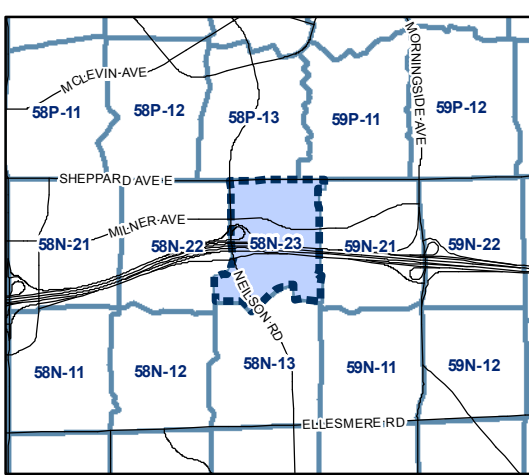 MCLEVIN AVE
MORNINGSIDE AVE
58P-11
58P-12
58P-13
59P-11
59P-12
SHEPPARD AVE E
MILNER AVE
58N-21
58N-22
58N-23
59N-21
59N-22
NEILSON RD
58N-11
58N-12
58N-13
59N-11
59N-12
ELLESMERE RD